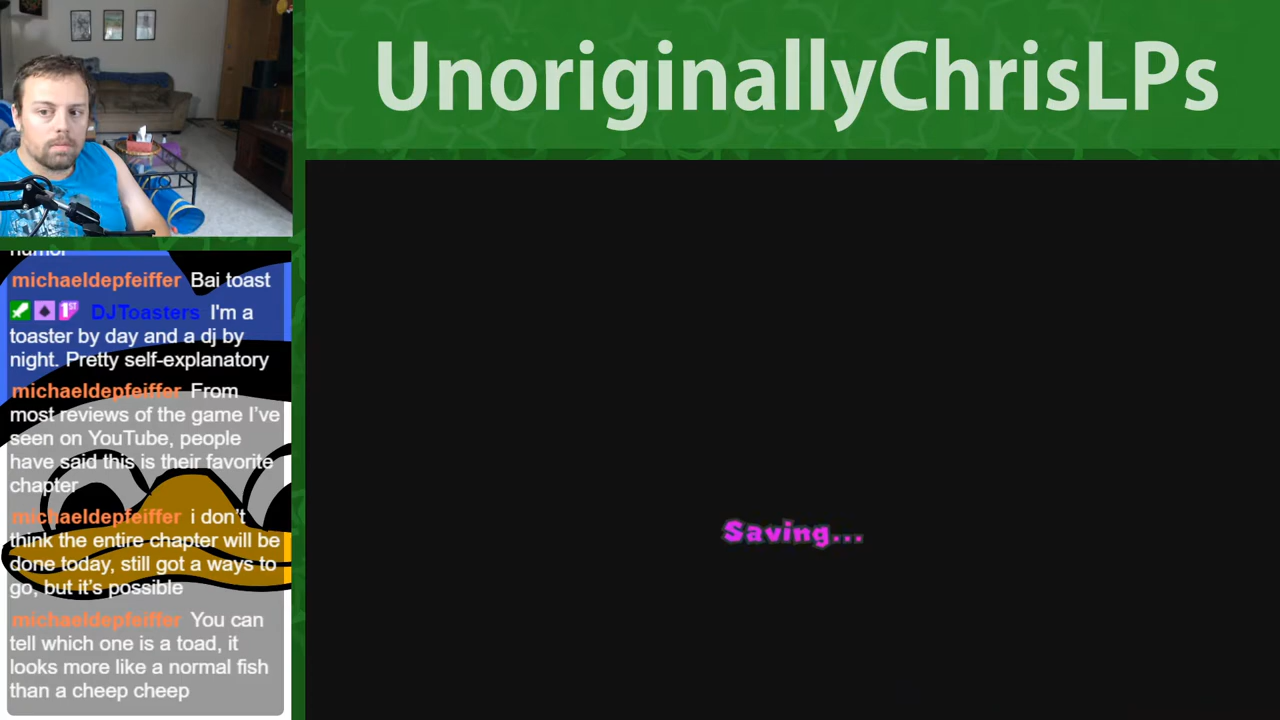 UnoriginallyChrisLPs
humor
michaeldepfeiffer Bai toast
1ST DJToasters I'm a
toaster by day and a dj by
night. Pretty self-explanatory
michaeldepfeiffer From
most reviews of the game I've
seen on YouTube, people
have said this is their favorite
chapter
michaeldepfeiffer i don't
think the entire chapter will be
done today, still got a ways to
go, but it's possible
michaeldepfeiffer You can
tell which one is a toad, it
looks more like a normal fish
than a cheep cheep
Saving...